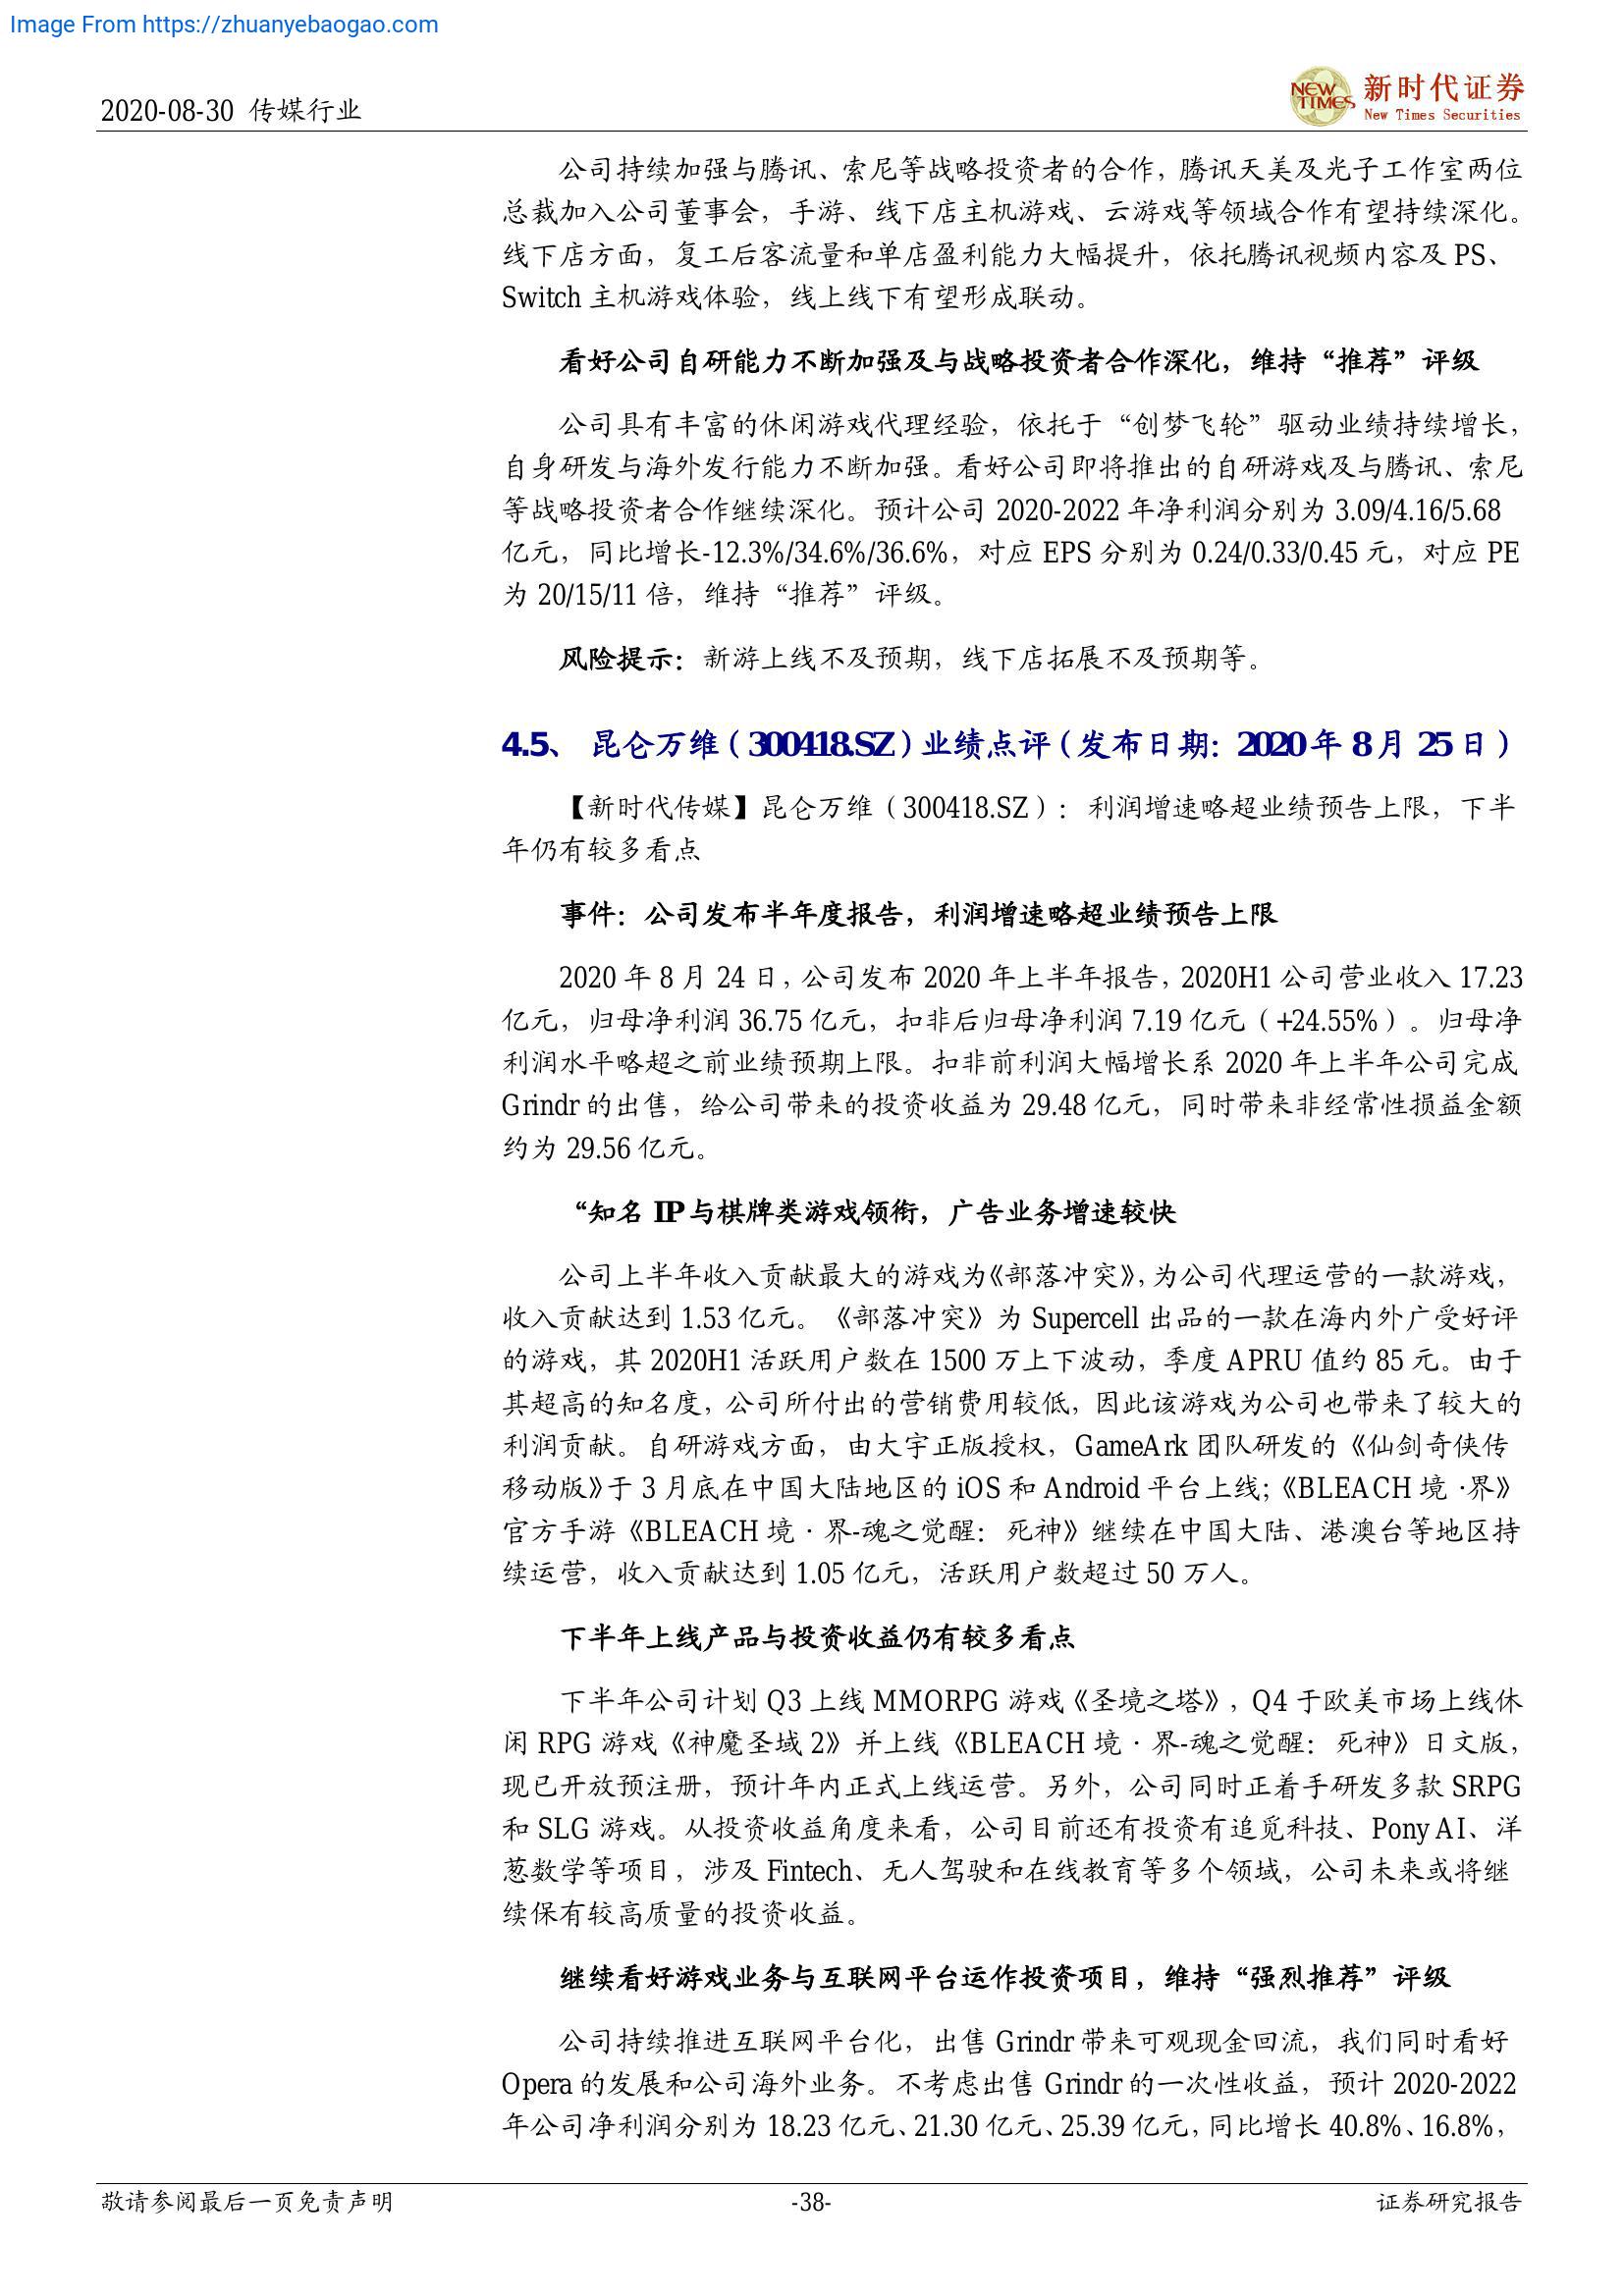 Image From https://zhuanyebaogao.com
2020-08-30 传媒行业
NEW TIMES
新时代证券
New Times Securities
公司持续加强与腾讯、索尼等战略投资者的合作，腾讯天美及光子工作室两位
总裁加入公司董事会，手游、线下店主机游戏、云游戏等领域合作有望持续深化。
线下店方面，复工后客流量和单店盈利能力大幅提升，依托腾讯视频内容及 PS、
Switch 主机游戏体验，线上线下有望形成联动。
看好公司自研能力不断加强及与战略投资者合作深化，维持“推荐”评级
公司具有丰富的休闲游戏代理经验，依托于“创梦飞轮”驱动业绩持续增长，
自身研发与海外发行能力不断加强。看好公司即将推出的自研游戏及与腾讯、索尼
等战略投资者合作继续深化。预计公司 2020-2022 年净利润分别为 3.09/4.16/5.68
亿元，同比增长-12.3%/34.6%/36.6%，对应 EPS 分别为 0.24/0.33/0.45 元，对应 PE
为 20/15/11 倍，维持“推荐”评级。
风险提示：新游上线不及预期，线下店拓展不及预期等。
4.5、 昆仑万维（300418.SZ）业绩点评（发布日期：2020 年 8 月 25 日）
【新时代传媒】昆仑万维（300418.SZ）：利润增速略超业绩预告上限，下半
年仍有较多看点
事件：公司发布半年度报告，利润增速略超业绩预告上限
2020 年 8 月 24 日，公司发布 2020 年上半年报告，2020H1 公司营业收入 17.23
亿元，归母净利润 36.75 亿元，扣非后归母净利润 7.19 亿元（+24.55%）。归母净
利润水平略超之前业绩预期上限。扣非前利润大幅增长系 2020 年上半年公司完成
Grindr 的出售，给公司带来的投资收益为 29.48 亿元，同时带来非经常性损益金额
约为 29.56 亿元。
“知名 IP 与棋牌类游戏领衔，广告业务增速较快
公司上半年收入贡献最大的游戏为《部落冲突》，为公司代理运营的一款游戏，
收入贡献达到 1.53 亿元。《部落冲突》为 Supercell 出品的一款在海内外广受好评
的游戏，其 2020H1 活跃用户数在 1500 万上下波动，季度 APRU 值约 85 元。由于
其超高的知名度，公司所付出的营销费用较低，因此该游戏为公司也带来了较大的
利润贡献。自研游戏方面，由大宇正版授权，GameArk 团队研发的《仙剑奇侠传
移动版》于 3 月底在中国大陆地区的 iOS 和 Android 平台上线；《BLEACH 境·界》
官方手游《BLEACH 境·界-魂之觉醒：死神》继续在中国大陆、港澳台等地区持
续运营，收入贡献达到 1.05 亿元，活跃用户数超过 50 万人。
下半年上线产品与投资收益仍有较多看点
下半年公司计划 Q3 上线 MMORPG 游戏《圣境之塔》，Q4 于欧美市场上线休
闲 RPG 游戏《神魔圣域 2》并上线《BLEACH 境·界-魂之觉醒：死神》日文版，
现已开放预注册，预计年内正式上线运营。另外，公司同时正着手研发多款 SRPG
和 SLG 游戏。从投资收益角度来看，公司目前还有投资有追觅科技、Pony AI、洋
葱数学等项目，涉及 Fintech、无人驾驶和在线教育等多个领域，公司未来或将继
续保有较高质量的投资收益。
继续看好游戏业务与互联网平台运作投资项目，维持“强烈推荐”评级
公司持续推进互联网平台化，出售 Grindr 带来可观现金回流，我们同时看好
Opera 的发展和公司海外业务。不考虑出售 Grindr 的一次性收益，预计 2020-2022
年公司净利润分别为 18.23 亿元、21.30 亿元、25.39 亿元，同比增长 40.8%、16.8%，
敬请参阅最后一页免责声明
-38-
证券研究报告